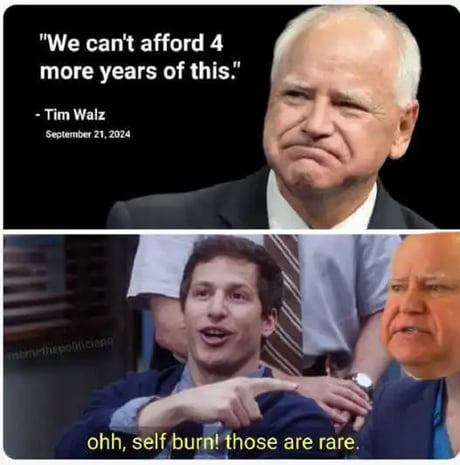 "We can't afford 4
more years of this."
- Tim Walz
September 21, 2024
memethepoliticians
ohh, self burn! those are rare.